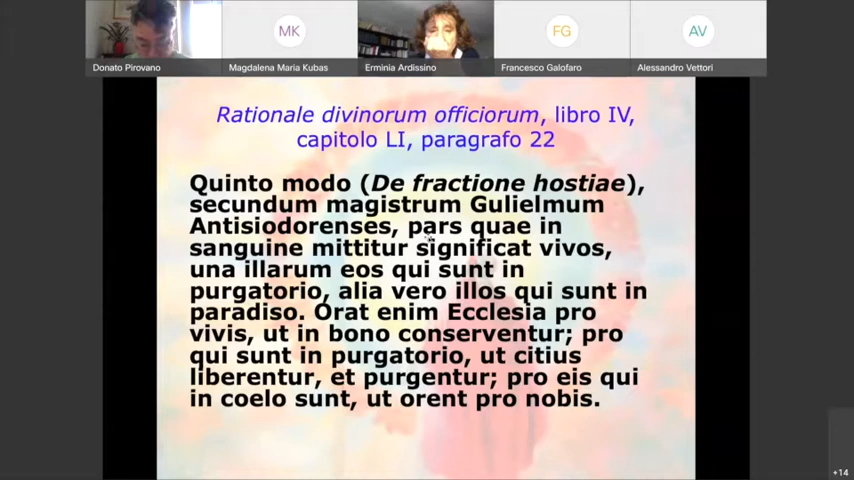 MK
FG
AV
Donato Pirovano
Magdalena Maria Kubas
Erminia Ardissino
Francesco Galofaro
Alessandro Vettori
Rationale divinorum officiorum, libro IV,
capitolo LI, paragrafo 22
Quinto modo (De fractione hostiae),
secundum magistrum Gulielmum
Antisiodorenses, pars quae in
sanguine mittitur significat vivos,
una illarum eos qui sunt in
purgatorio, alia vero illos qui sunt in
paradiso. Orat enim Ecclesia pro
vivis, ut in bono conserventur; pro
qui sunt in purgatorio, ut citius
liberentur, et purgentur; pro eis qui
in coelo sunt, ut orent pro nobis.
+14